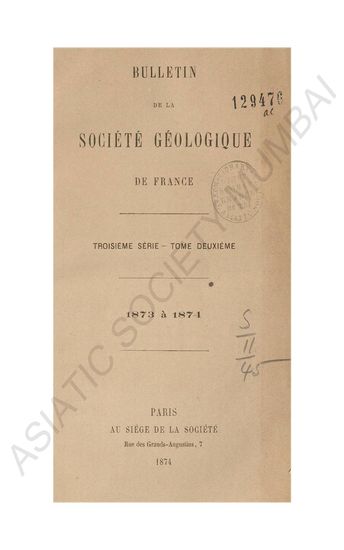 BULLETIN
DE LA
SOCIÉTÉ GÉOLOGIQUE
DE FRANCE
TROISIÈME SÉRIE - TOME DEUXIÈME
1873 à 1874
PARIS
AU SIÉGE DE LA SOCIÉTÉ
Rue des Grands-Augustins, 7
1874
129476
S
11
45
ASIATIC SOCIETY MUMBAI